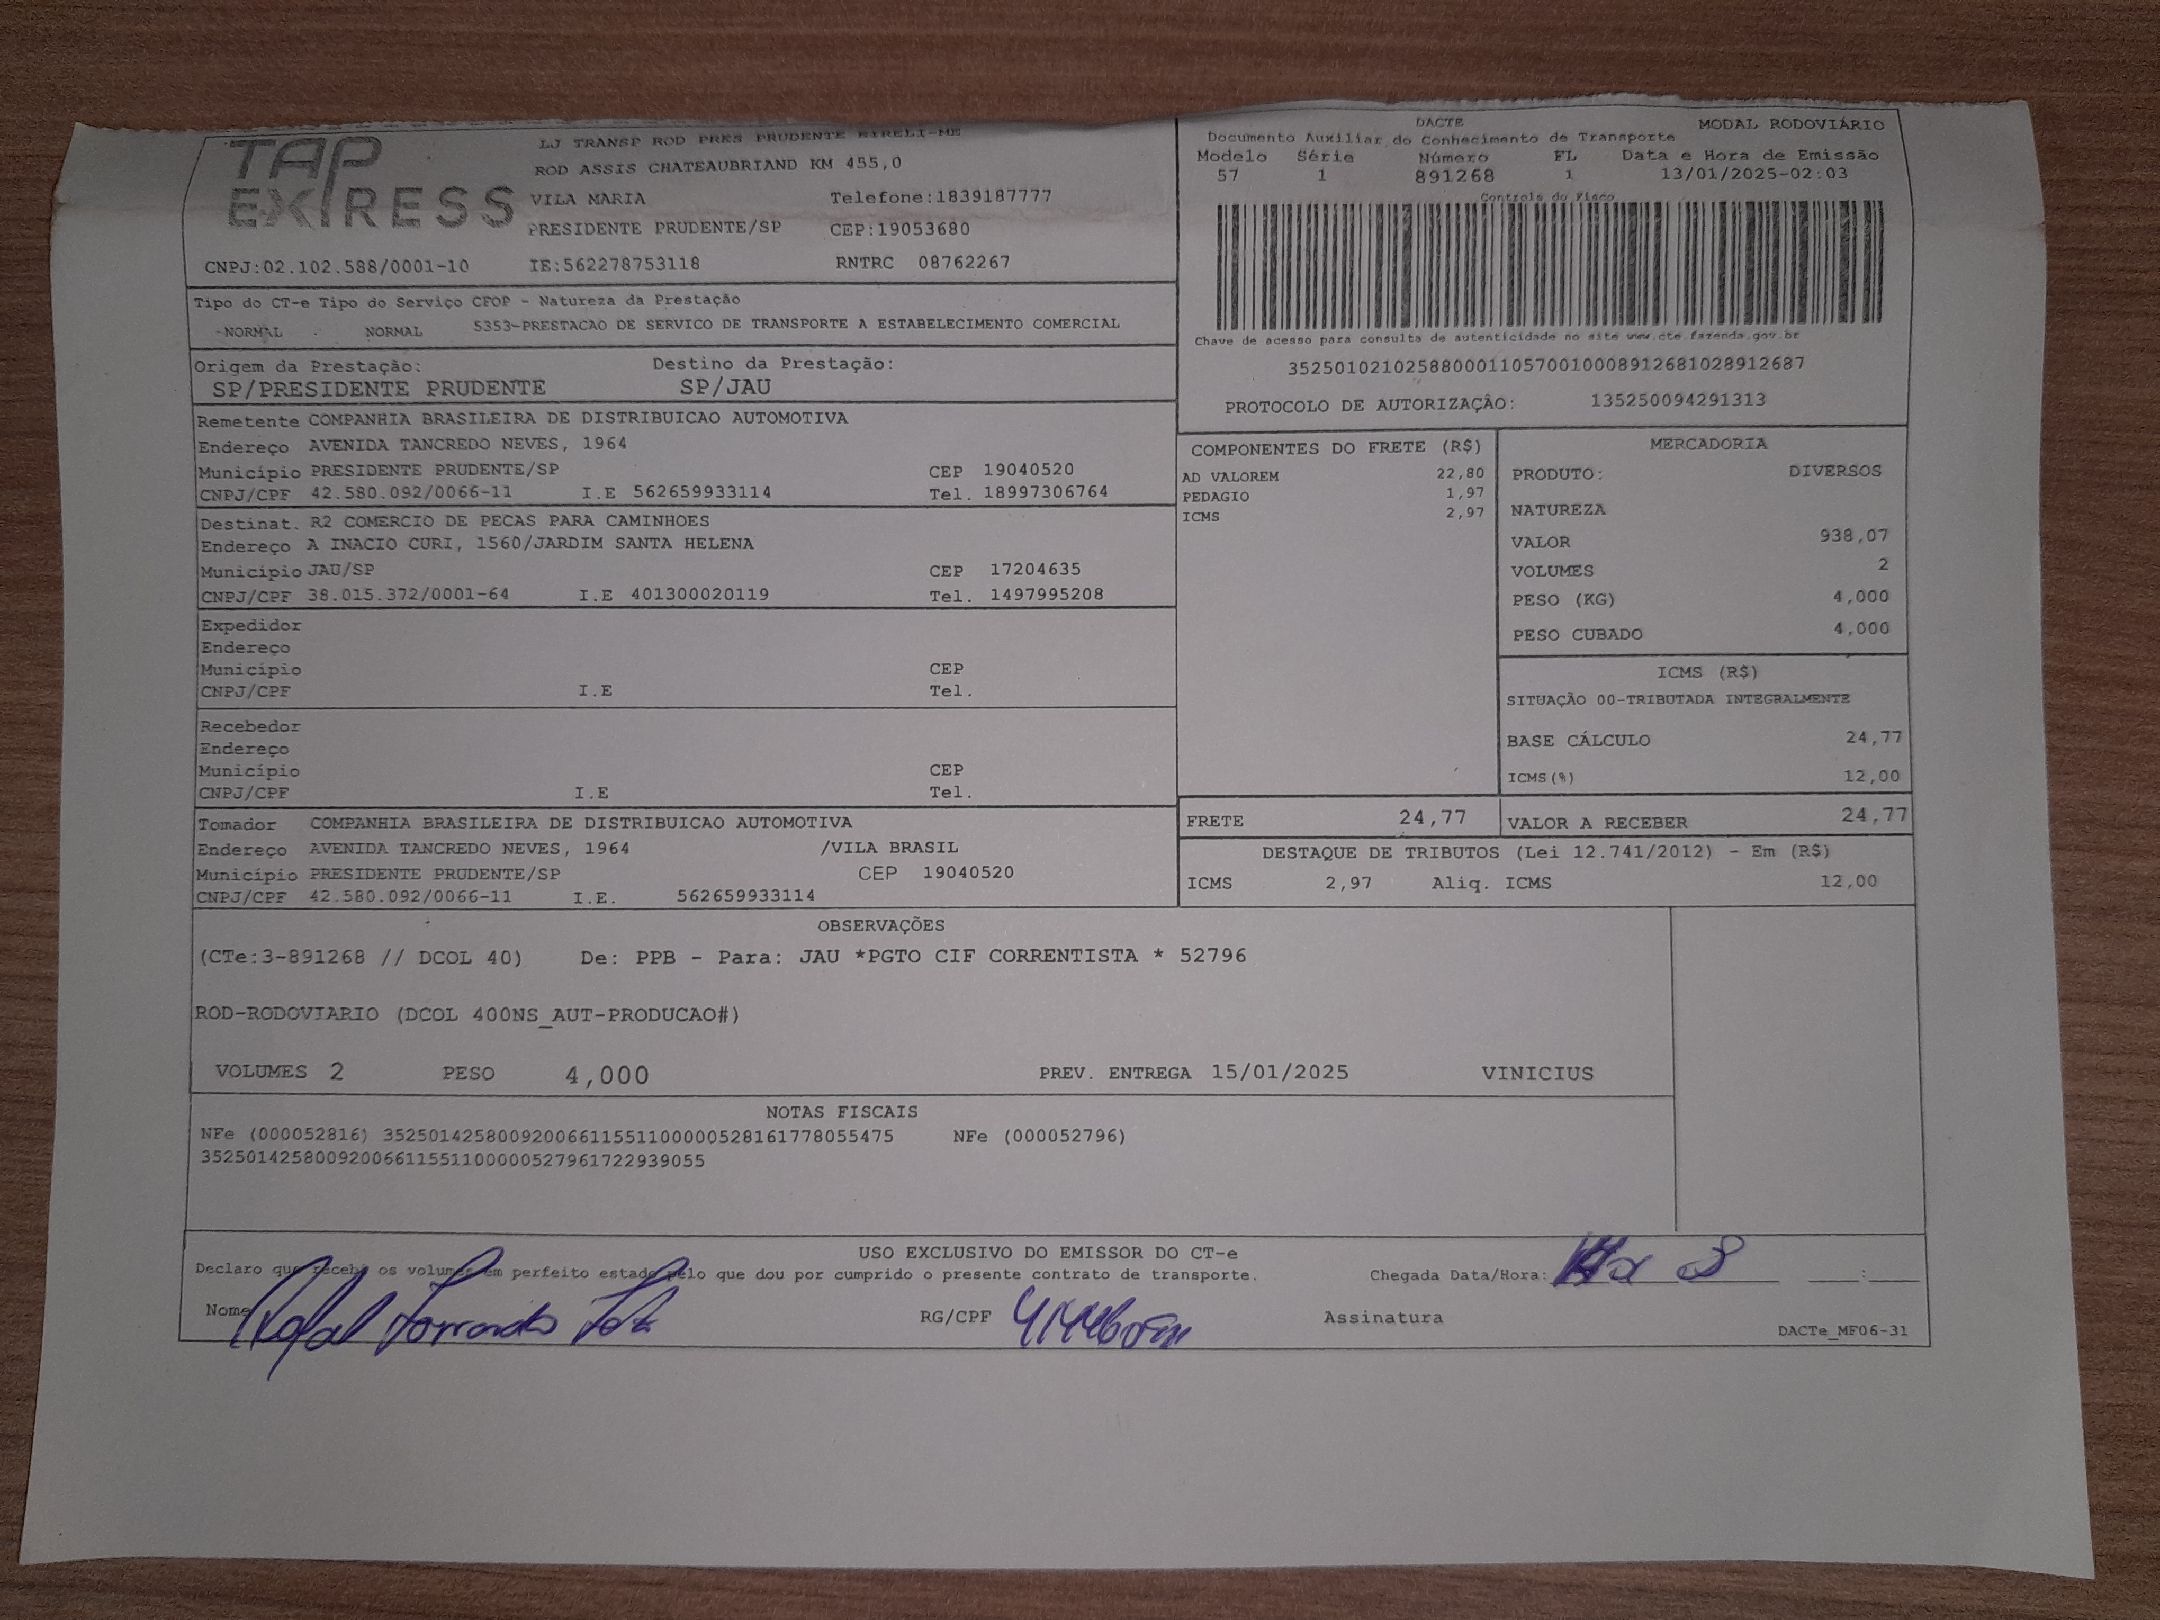 TAP EXPRESS
LJ TRANSP ROD PRES PRUDENTE EIRELI-ME
ROD ASSIS CHATEAUBRIAND KM 455,0
VILA MARIA Telefone:1839187777
PRESIDENTE PRUDENTE/SP CEP:19053680
CNPJ:02.102.588/0001-10 IE:562278753118 RNTRC 08762267
DACTE MODAL RODOVIÁRIO
Documento Auxiliar do Conhecimento de Transporte
Modelo Série Número FL Data e Hora de Emissão
57 1 891268 1 13/01/2025-02:03
Controle do Fisco
Chave de acesso para consulta de autenticidade no site www.cte.fazenda.gov.br
35250102102588000110570010008912681028912687
PROTOCOLO DE AUTORIZAÇÃO: 135250094291313
Tipo do CT-e Tipo do Serviço CFOP - Natureza da Prestação
NORMAL NORMAL 5353-PRESTACAO DE SERVICO DE TRANSPORTE A ESTABELECIMENTO COMERCIAL
Origem da Prestação: Destino da Prestação:
SP/PRESIDENTE PRUDENTE SP/JAU
Remetente COMPANHIA BRASILEIRA DE DISTRIBUICAO AUTOMOTIVA
Endereço AVENIDA TANCREDO NEVES, 1964
Município PRESIDENTE PRUDENTE/SP CEP 19040520
CNPJ/CPF 42.580.092/0066-11 I.E 562659933114 Tel. 18997306764
Destinat. R2 COMERCIO DE PECAS PARA CAMINHOES
Endereço A INACIO CURI, 1560/JARDIM SANTA HELENA
Município JAU/SP CEP 17204635
CNPJ/CPF 38.015.372/0001-64 I.E 401300020119 Tel. 1497995208
Expedidor
Endereço
Município CEP
CNPJ/CPF I.E Tel.
Recebedor
Endereço
Município CEP
CNPJ/CPF I.E Tel.
Tomador COMPANHIA BRASILEIRA DE DISTRIBUICAO AUTOMOTIVA
Endereço AVENIDA TANCREDO NEVES, 1964 /VILA BRASIL
Município PRESIDENTE PRUDENTE/SP CEP 19040520
CNPJ/CPF 42.580.092/0066-11 I.E. 562659933114
COMPONENTES DO FRETE (R$)
AD VALOREM 22,80
PEDAGIO 1,97
ICMS 2,97
MERCADORIA
PRODUTO: DIVERSOS
NATUREZA
VALOR 938,07
VOLUMES 2
PESO (KG) 4,000
PESO CUBADO 4,000
ICMS (R$)
SITUAÇÃO 00-TRIBUTADA INTEGRALMENTE
BASE CÁLCULO 24,77
ICMS(%) 12,00
FRETE 24,77 VALOR A RECEBER 24,77
DESTAQUE DE TRIBUTOS (Lei 12.741/2012) - Em (R$)
ICMS 2,97 Aliq. ICMS 12,00
OBSERVAÇÕES
(CTe:3-891268 // DCOL 40) De: PPB - Para: JAU *PGTO CIF CORRENTISTA * 52796
ROD-RODOVIARIO (DCOL 400NS_AUT-PRODUCAO#)
VOLUMES 2 PESO 4,000 PREV. ENTREGA 15/01/2025 VINICIUS
NOTAS FISCAIS
NFe (000052816) 35250142580092006611551100000528161778055475 NFe (000052796)
35250142580092006611551100000527961722939055
USO EXCLUSIVO DO EMISSOR DO CT-e
Declaro que recebi os volumes em perfeito estado pelo que dou por cumprido o presente contrato de transporte. Chegada Data/Hora: :
Nome RG/CPF Assinatura
DACTe_MF06-31